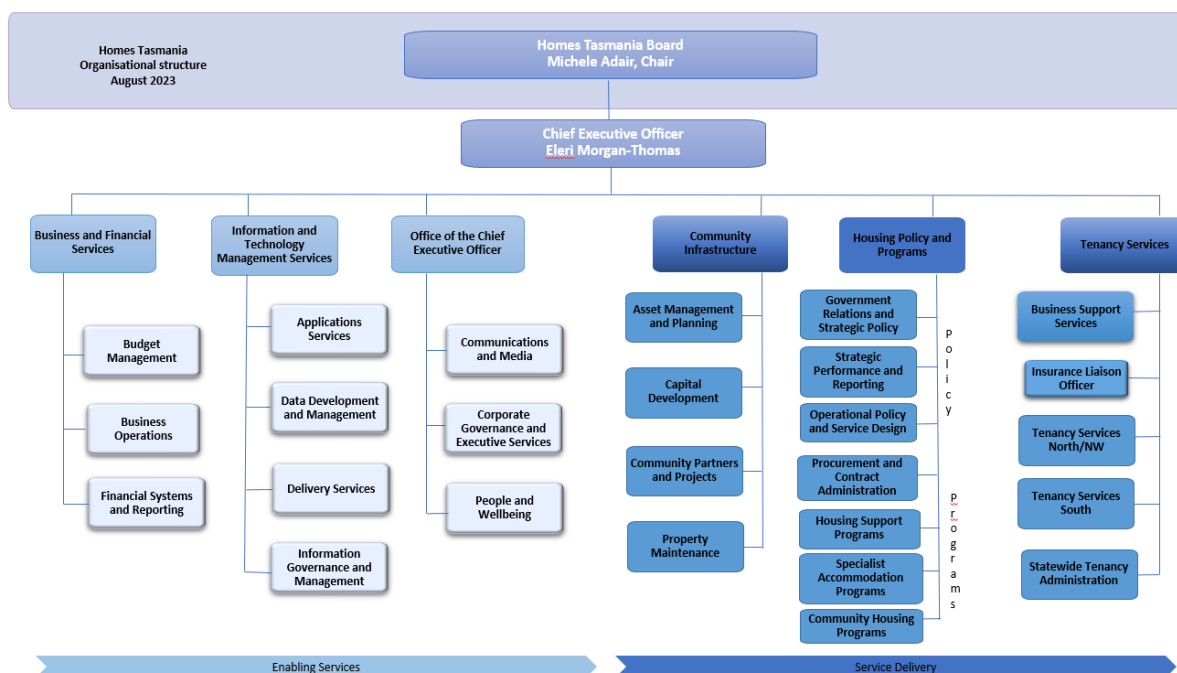 Homes Tasmania
Organisational structure
August 2023
Homes Tasmania Board
Michele Adair, Chair
Chief Executive Officer
Eleri Morgan-Thomas
Business and Financial
Services
Budget
Management
Business
Operations
Financial Systems
and Reporting
Information and
Technology
Management Services
Applications
Services
Data Development
and Management
Delivery Services
Information
Governance and
Management
Office of the Chief
Executive Officer
Communications
and Media
Corporate
Governance and
Executive Services
People and
Wellbeing
Community
Infrastructure
Asset Management
and Planning
Capital
Development
Community Partners
and Projects
Property
Maintenance
Housing Policy and
Programs
Policy
Government
Relations and
Strategic Policy
Strategic
Performance and
Reporting
Operational Policy
and Service Design
Programs
Procurement and
Contract
Administration
Housing Support
Programs
Specialist
Accommodation
Programs
Community Housing
Programs
Tenancy Services
Business Support
Services
Insurance Liaison
Officer
Tenancy Services
North/NW
Tenancy Services
South
Statewide Tenancy
Administration
Enabling Services
Service Delivery